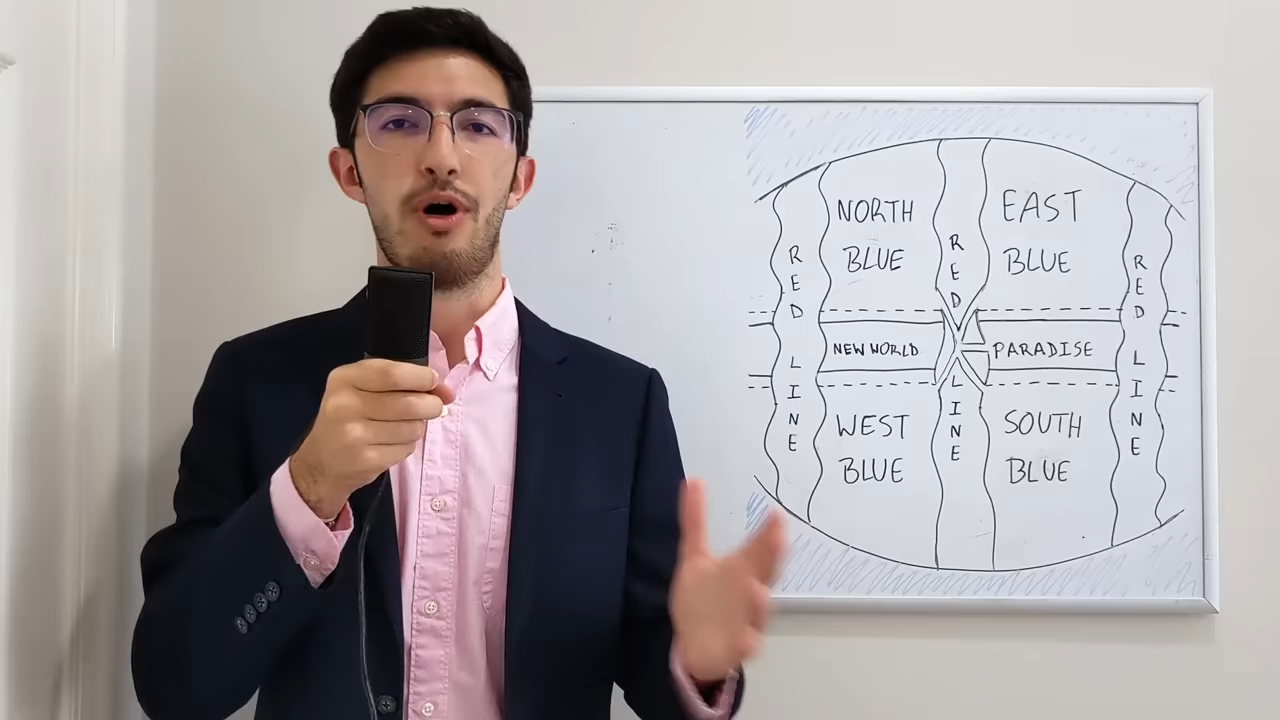 NORTH
BLUE
EAST
BLUE
RED LINE
RED LINE
RED LINE
NEW WORLD
PARADISE
WEST
BLUE
SOUTH
BLUE